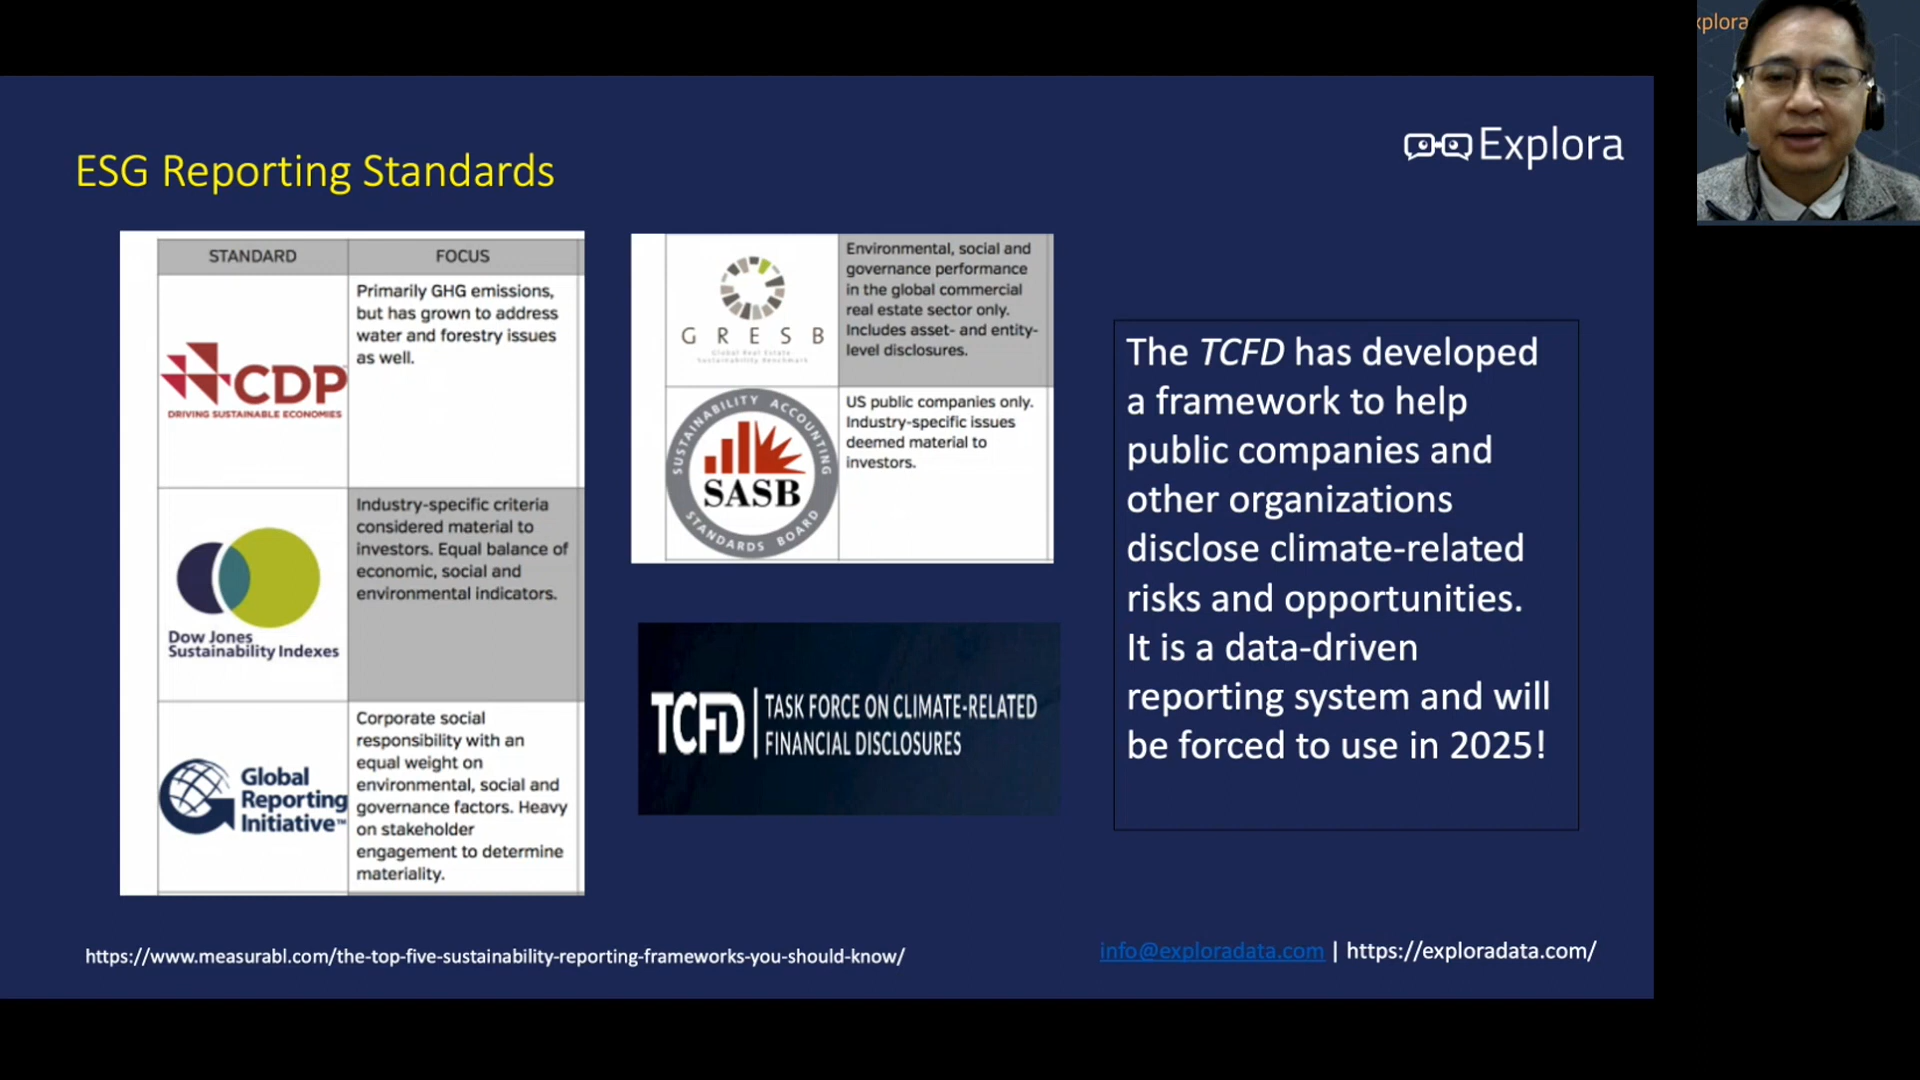 xplora
ESG Reporting Standards
Explora
STANDARD
FOCUS
CDP
DRIVING SUSTAINABLE ECONOMIES
Primarily GHG emissions,
but has grown to address
water and forestry issues
as well.
Dow Jones
Sustainability Indexes
Industry-specific criteria
considered material to
investors. Equal balance of
economic, social and
environmental indicators.
Global
Reporting
Initiative™
Corporate social
responsibility with an
equal weight on
environmental, social and
governance factors. Heavy
on stakeholder
engagement to determine
materiality.
GRESB
Global Real Estate
Sustainability Benchmark
Environmental, social and
governance performance
in the global commercial
real estate sector only.
Includes asset- and entity-
level disclosures.
SUSTAINABILITY ACCOUNTING
SASB
STANDARDS BOARD
US public companies only.
Industry-specific issues
deemed material to
investors.
TCFD
TASK FORCE ON CLIMATE-RELATED
FINANCIAL DISCLOSURES
The TCFD has developed
a framework to help
public companies and
other organizations
disclose climate-related
risks and opportunities.
It is a data-driven
reporting system and will
be forced to use in 2025!
https://www.measurabl.com/the-top-five-sustainability-reporting-frameworks-you-should-know/
info@exploradata.com | https://exploradata.com/